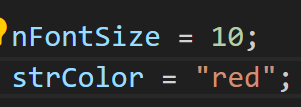 nFontSize = 10;
strColor = "red";